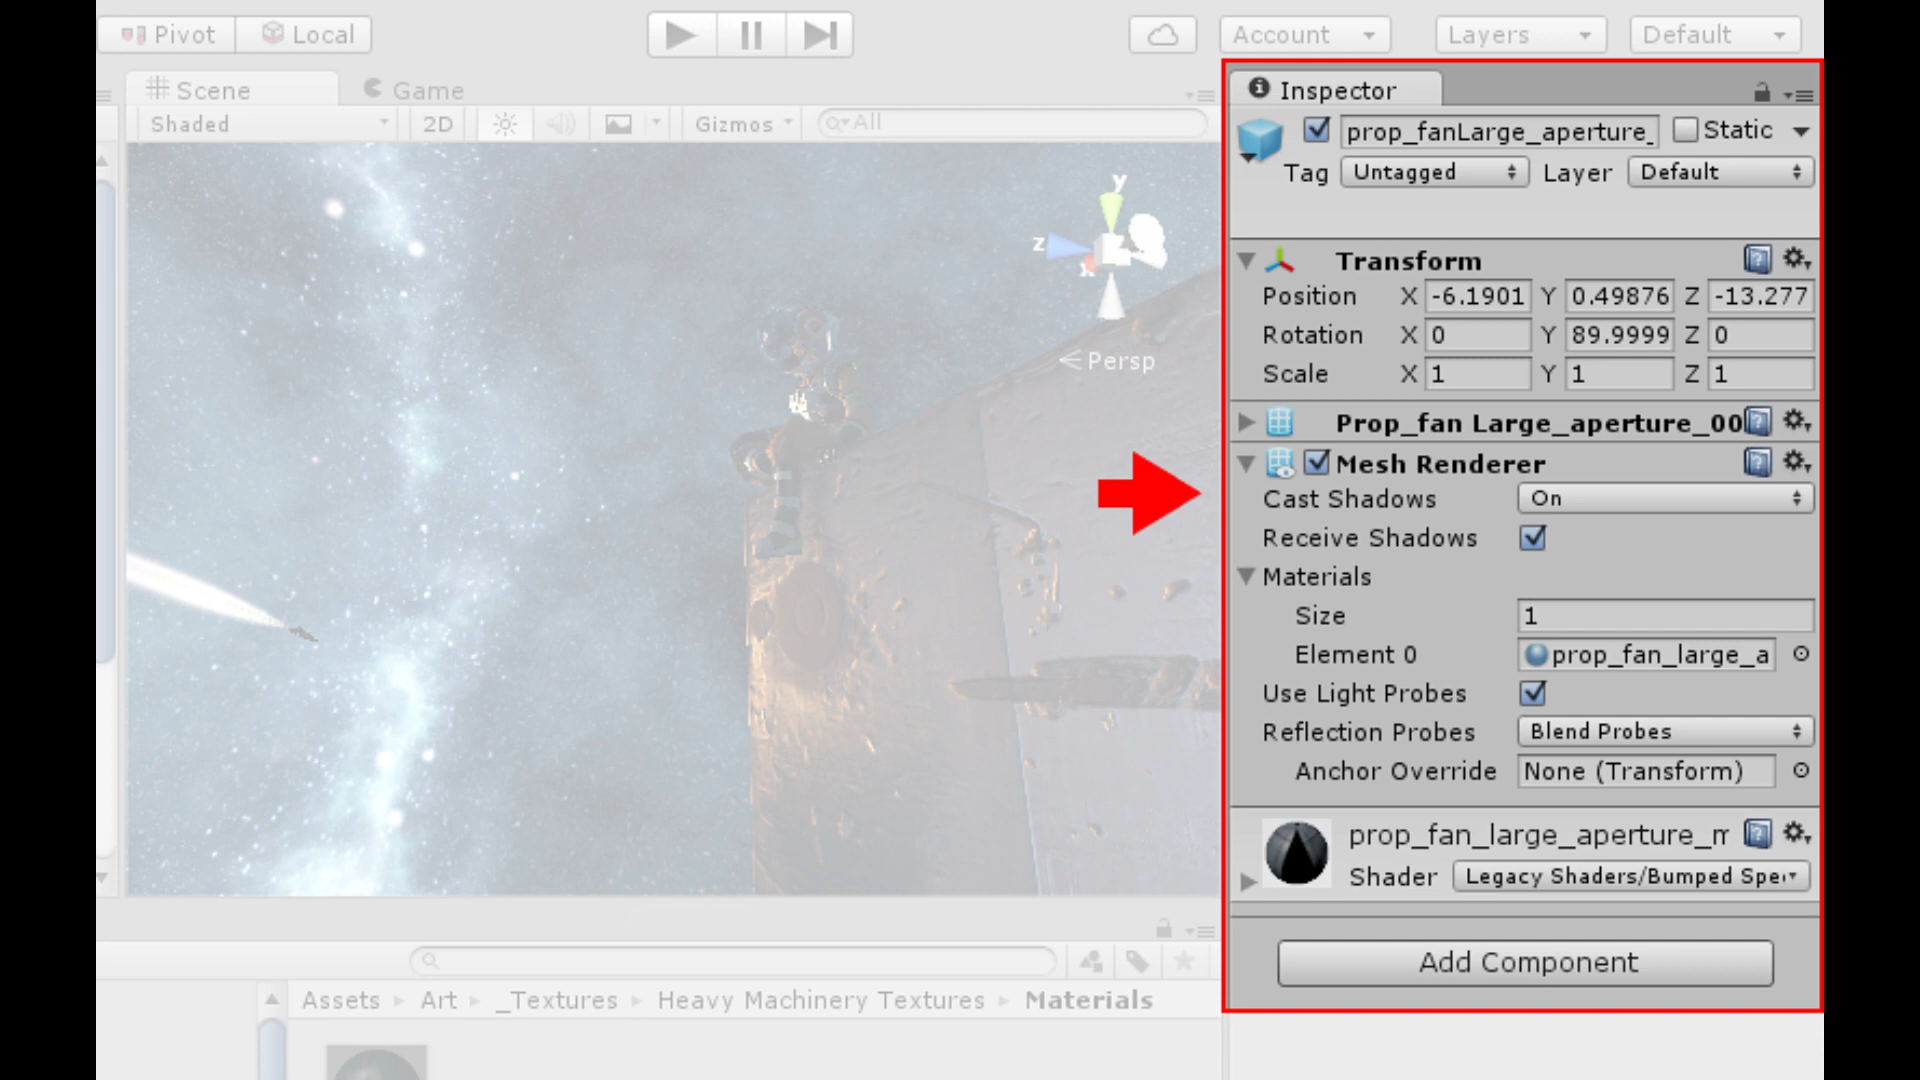 Pivot Local Account Layers Default
Scene Game
Shaded 2D Gizmos All
y
z
x
Persp
Assets Art _Textures Heavy Machinery Textures Materials
Inspector
prop_fanLarge_aperture_ Static
Tag Untagged Layer Default
Transform
Position X -6.1901 Y 0.49876 Z -13.277
Rotation X 0 Y 89.9999 Z 0
Scale X 1 Y 1 Z 1
Prop_fan Large_aperture_00
Mesh Renderer
Cast Shadows On
Receive Shadows
Materials
Size 1
Element 0 prop_fan_large_a
Use Light Probes
Reflection Probes Blend Probes
Anchor Override None (Transform)
prop_fan_large_aperture_m
Shader Legacy Shaders/Bumped Spe
Add Component